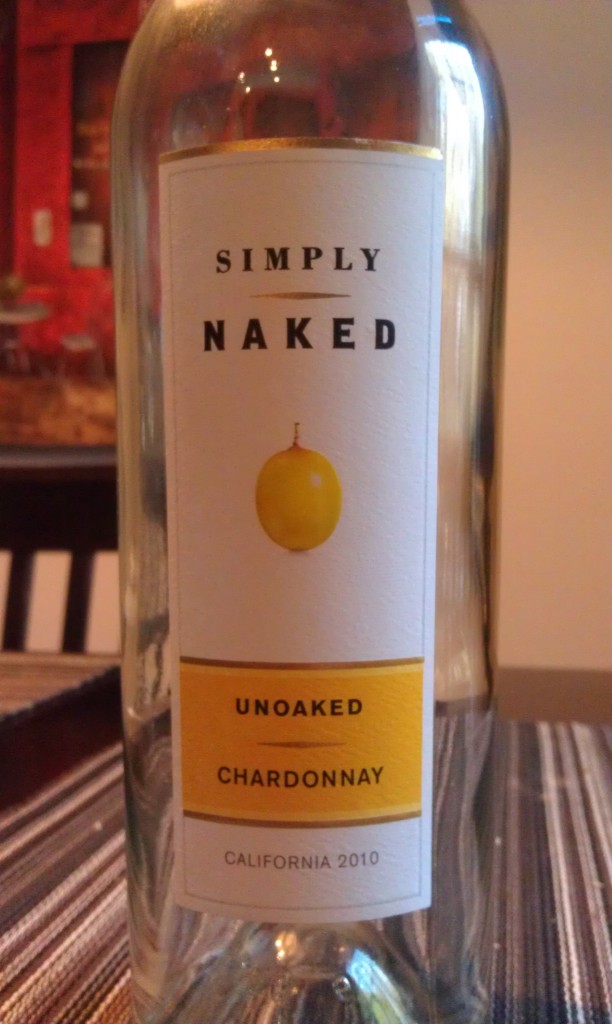 SIMPLY
NAKED
UNOAKED
CHARDONNAY
CALIFORNIA 2010